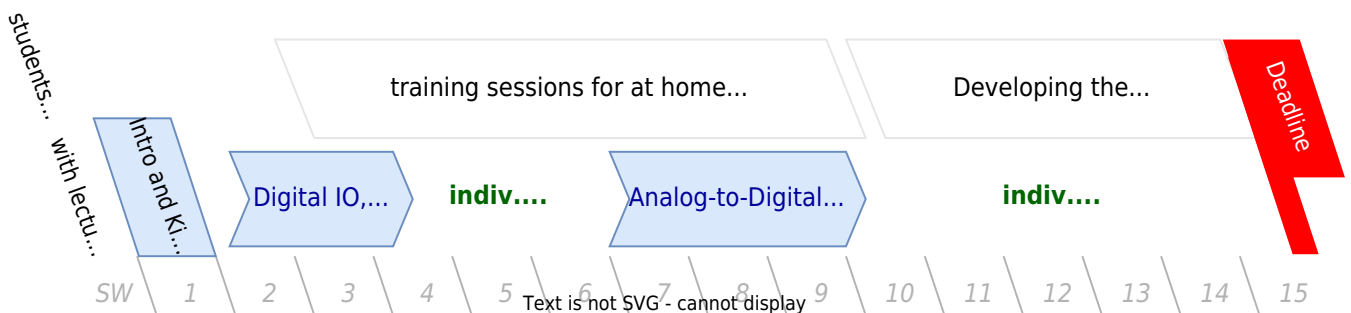 students...
with lectu...
Intro and Ki....
training sessions for at home...
Developing the...
Deadline
Digital IO,...
indiv....
Analog-to-Digital...
indiv....
SW 1 2 3 4 5 6 7 8 9 10 11 12 13 14 15
Text is not SVG - cannot display